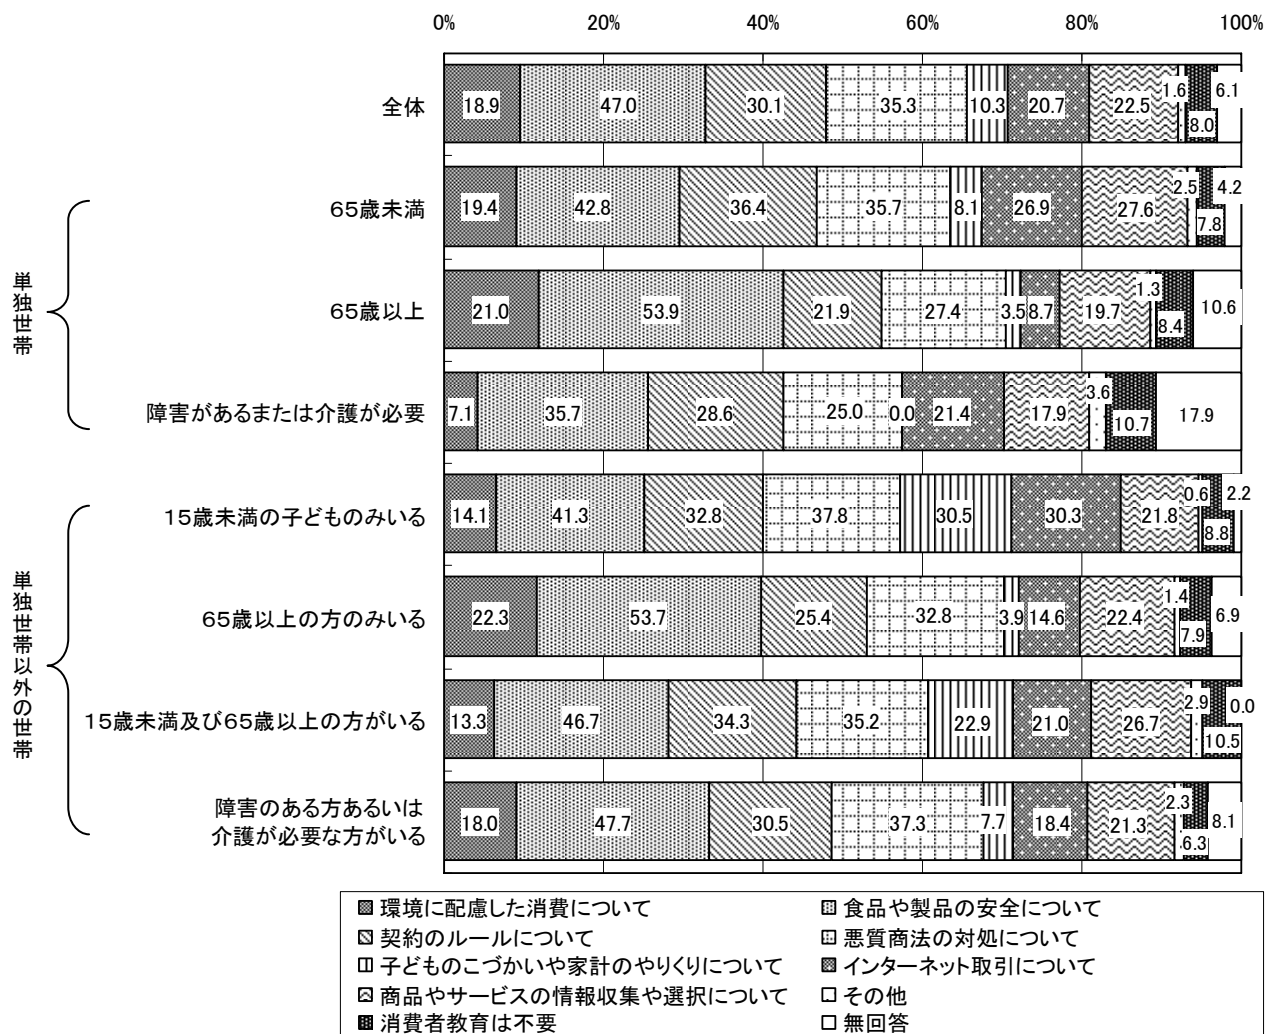 0% 20% 40% 60% 80% 100%
全体 18.9 47.0 30.1 35.3 10.3 20.7 22.5 1.6 8.0 6.1
単独世帯
65歳未満 19.4 42.8 36.4 35.7 8.1 26.9 27.6 2.5 7.8 4.2
65歳以上 21.0 53.9 21.9 27.4 3.5 8.7 19.7 1.3 8.4 10.6
障害があるまたは介護が必要 7.1 35.7 28.6 25.0 0.0 21.4 17.9 3.6 10.7 17.9
単独世帯以外の世帯
15歳未満の子どものみいる 14.1 41.3 32.8 37.8 30.5 30.3 21.8 0.6 8.8 2.2
65歳以上の方のみいる 22.3 53.7 25.4 32.8 3.9 14.6 22.4 1.4 7.9 6.9
15歳未満及び65歳以上の方がいる 13.3 46.7 34.3 35.2 22.9 21.0 26.7 2.9 10.5 0.0
障害のある方あるいは
介護が必要な方がいる 18.0 47.7 30.5 37.3 7.7 18.4 21.3 2.3 6.3 8.1
環境に配慮した消費について 食品や製品の安全について
契約のルールについて 悪質商法の対処について
子どものこづかいや家計のやりくりについて インターネット取引について
商品やサービスの情報収集や選択について その他
消費者教育は不要 無回答